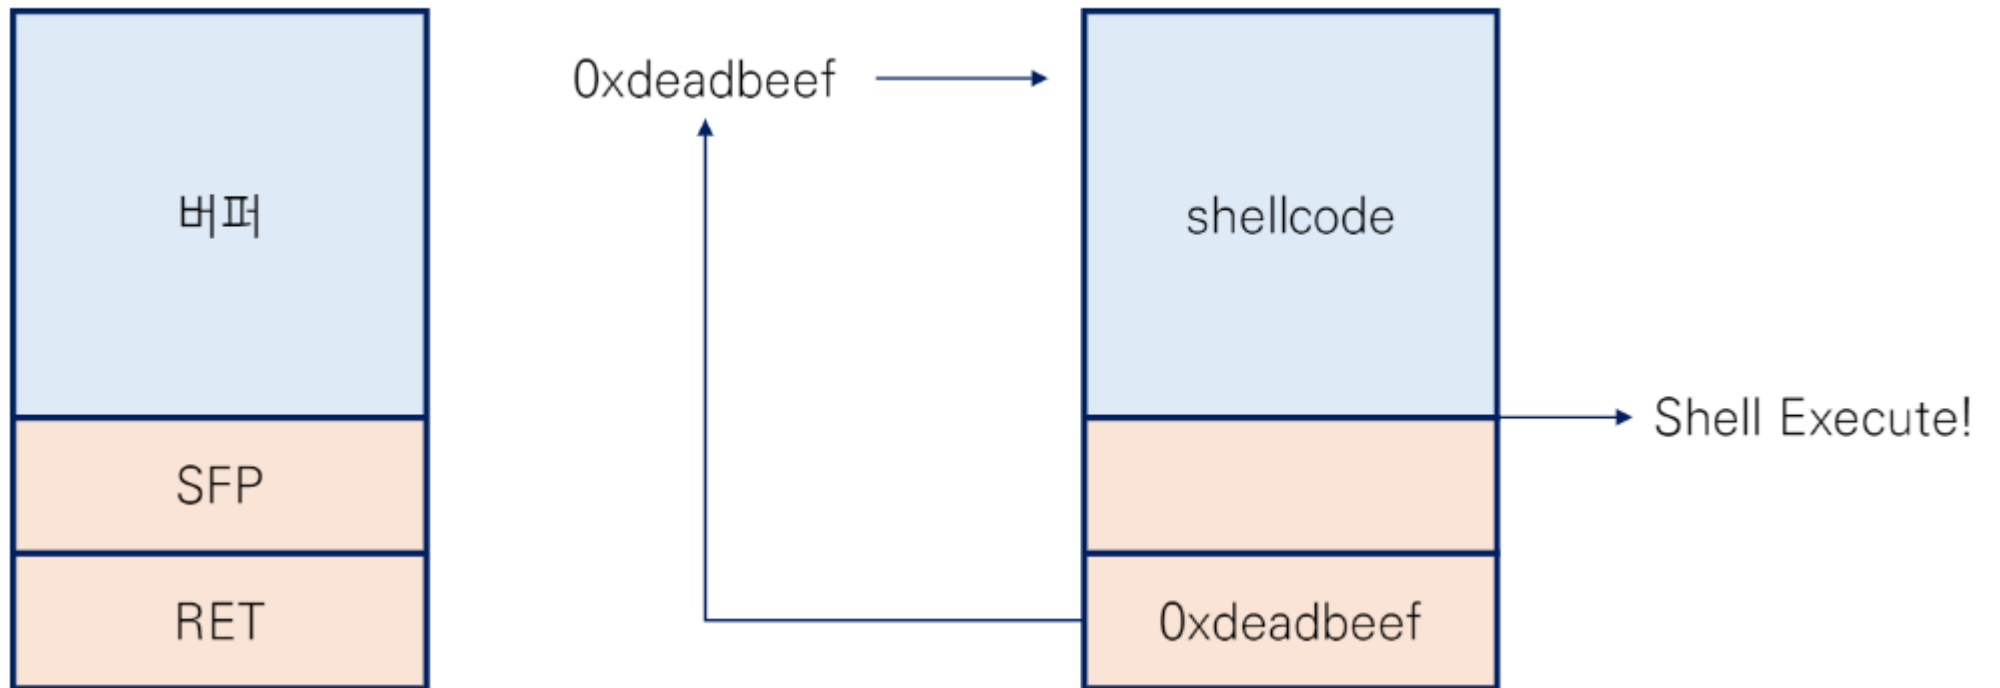 버퍼
SFP
RET
0xdeadbeef
shellcode
0xdeadbeef
Shell Execute!